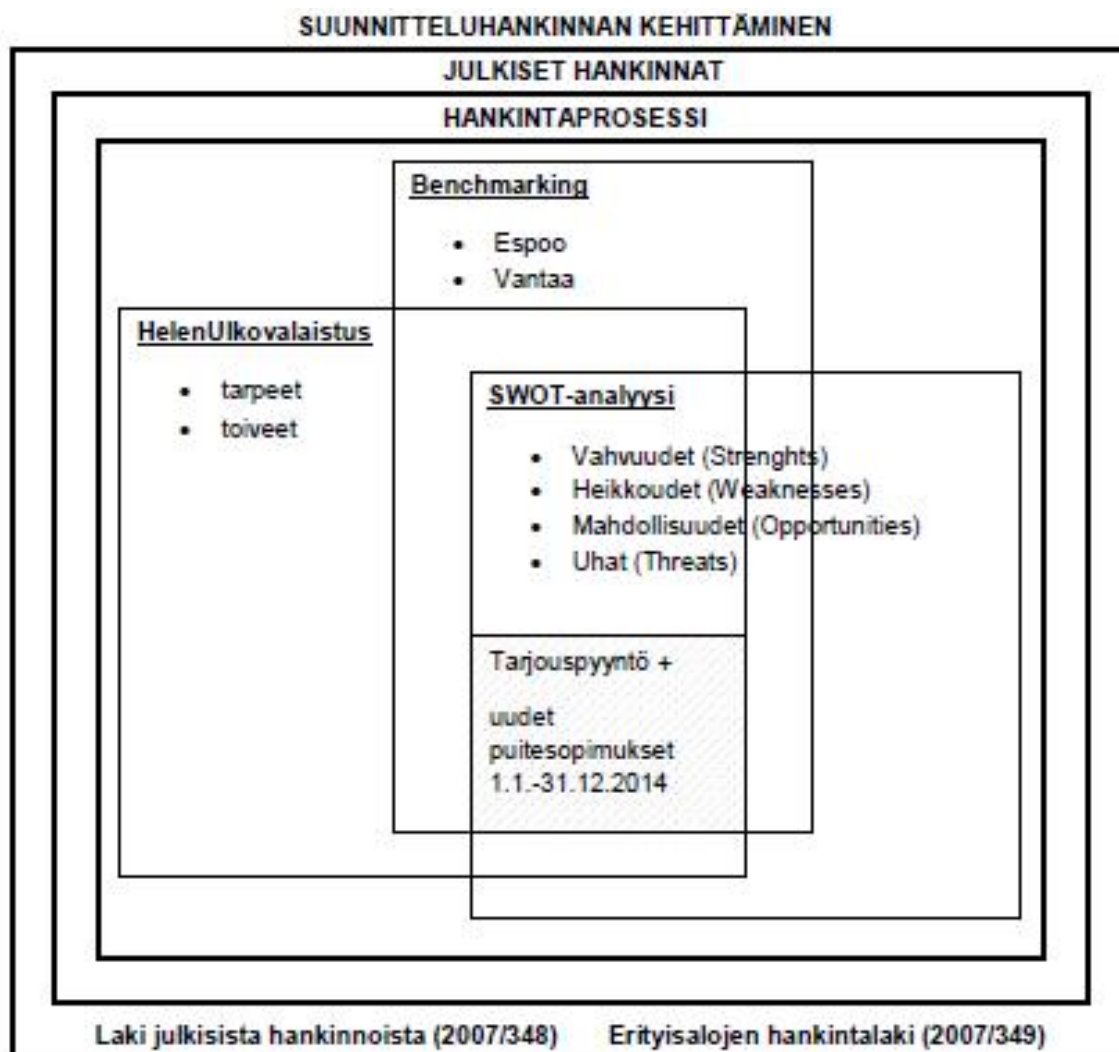 SUUNNITTELUHANKINNAN KEHITTÄMINEN
JULKISET HANKINNAT
HANKINTAPROSESSI
Benchmarking
• Espoo
• Vantaa
HelenUlkovalaistus
• tarpeet
• toiveet
SWOT-analyysi
• Vahvuudet (Strenghts)
• Heikkoudet (Weaknesses)
• Mahdollisuudet (Opportunities)
• Uhat (Threats)
Tarjouspyyntö +
uudet
puitesopimukset
1.1.-31.12.2014
Laki julkisista hankinnoista (2007/348) Erityisalojen hankintalaki (2007/349)